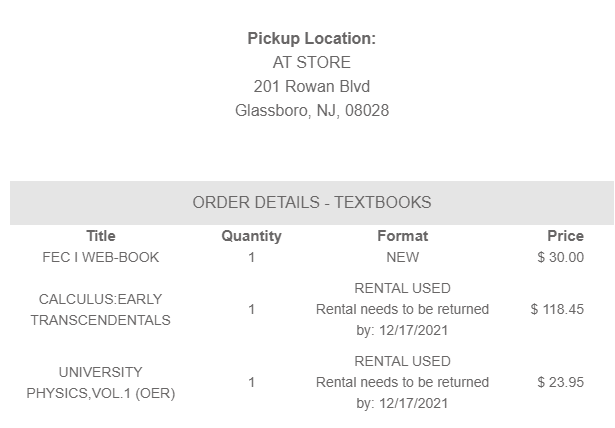 Pickup Location:
AT STORE
201 Rowan Blvd
Glassboro, NJ, 08028
ORDER DETAILS - TEXTBOOKS
Title Quantity Format Price
FEC I WEB-BOOK 1 NEW $ 30.00
CALCULUS:EARLY
TRANSCENDENTALS
1
RENTAL USED
Rental needs to be returned
by: 12/17/2021
$ 118.45
UNIVERSITY
PHYSICS,VOL.1 (OER)
1
RENTAL USED
Rental needs to be returned
by: 12/17/2021
$ 23.95